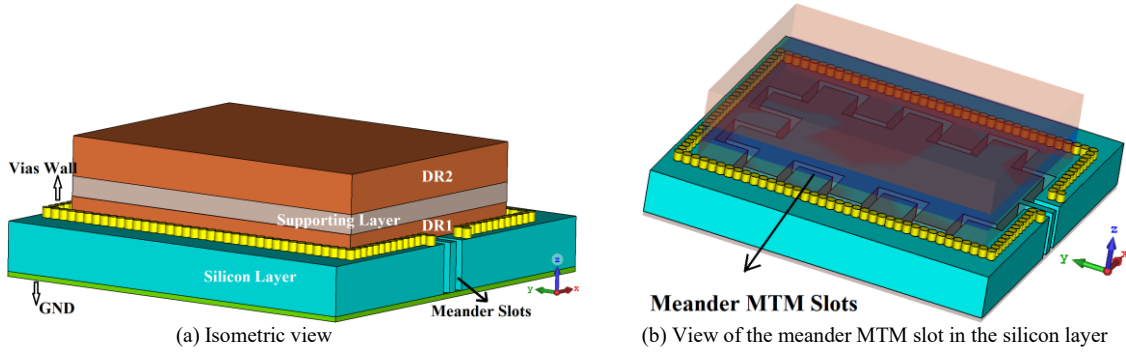 Vias Wall
DR2
Supporting Layer
DR1
Silicon Layer
GND
Meander Slots
z
y
x
(a) Isometric view
Meander MTM Slots
z
y
x
(b) View of the meander MTM slot in the silicon layer